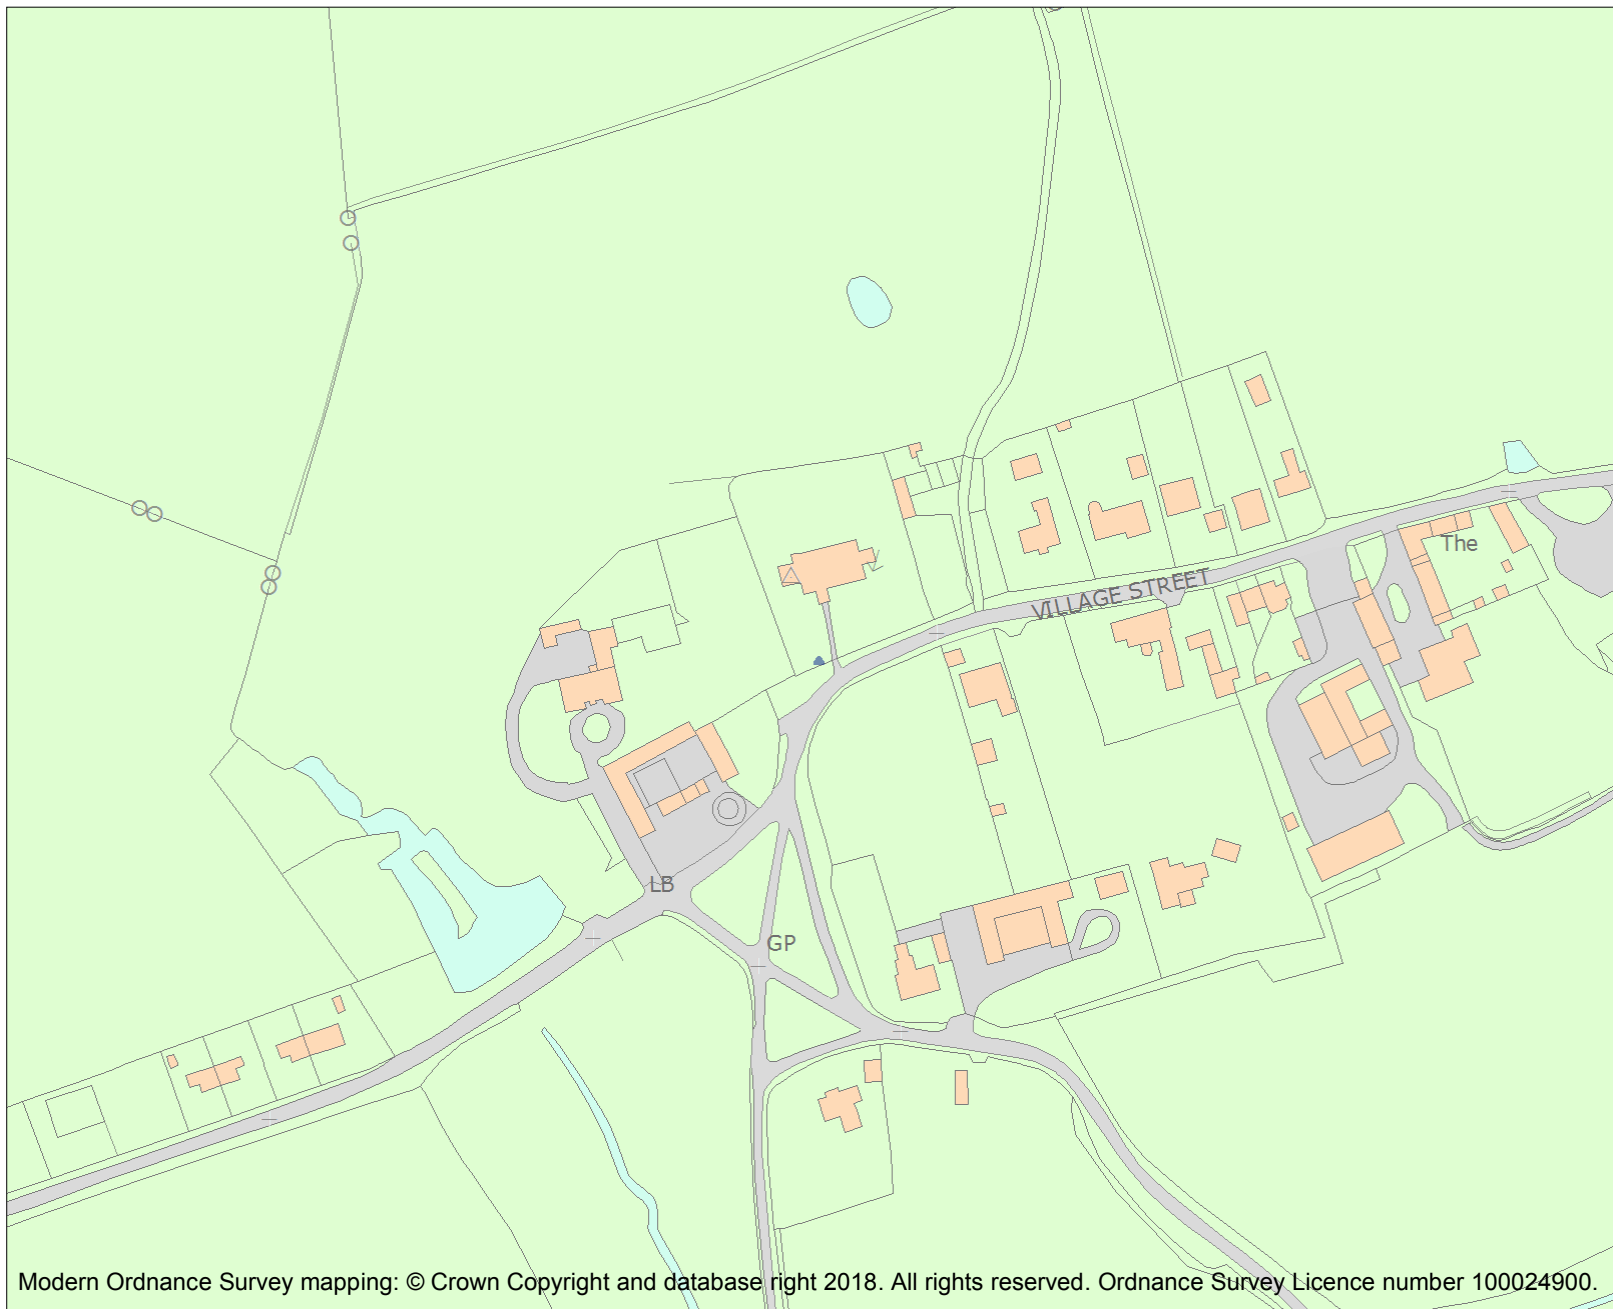 The
VILLAGE STREET
LB
GP
Modern Ordnance Survey mapping: © Crown Copyright and database right 2018. All rights reserved. Ordnance Survey Licence number 100024900.